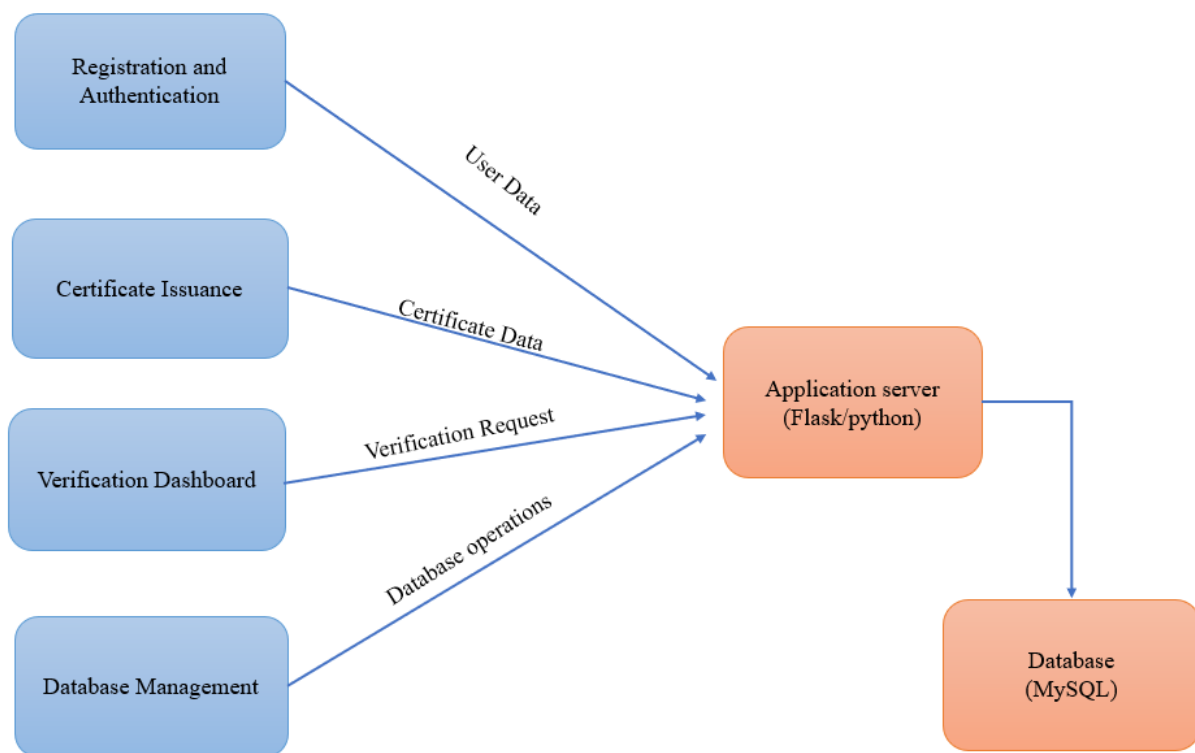 Registration and
Authentication
User Data
Certificate Issuance
Certificate Data
Application server
(Flask/python)
Verification Request
Verification Dashboard
Database operations
Database Management
Database
(MySQL)